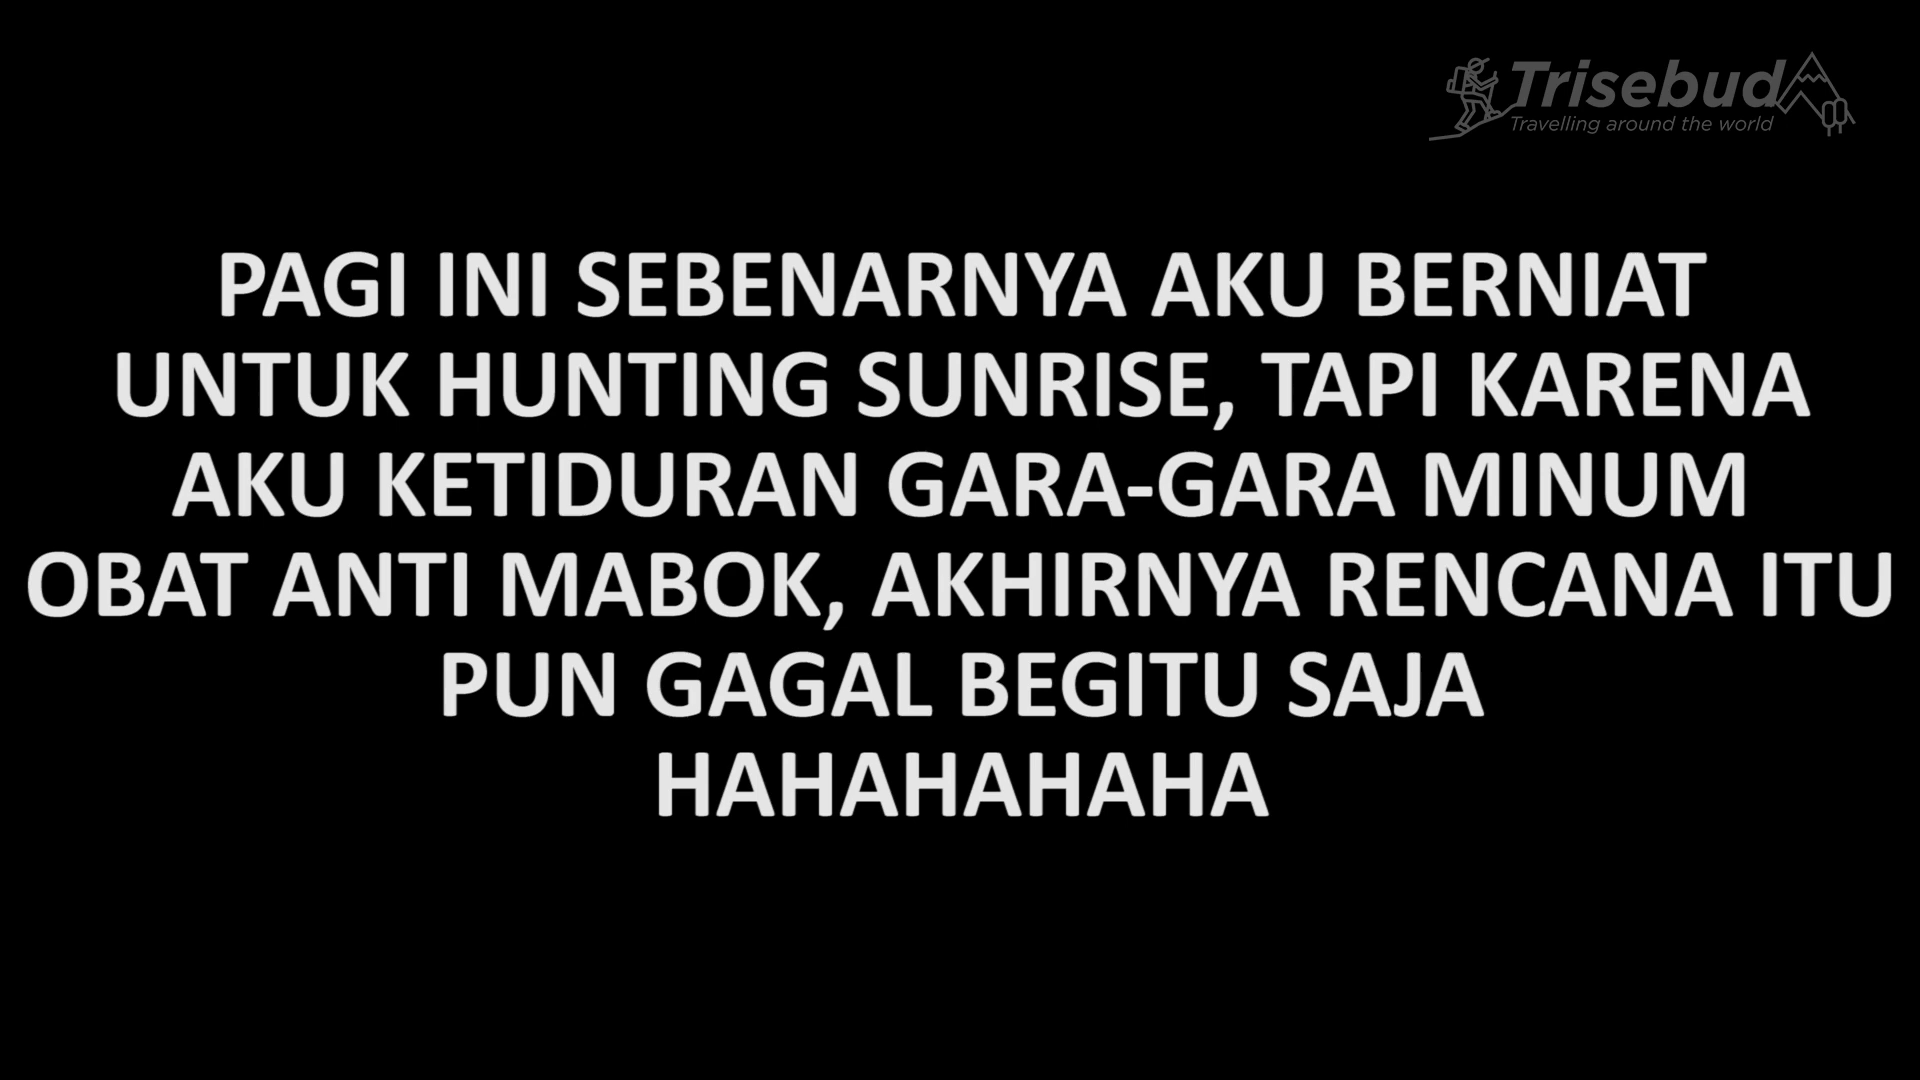 Trisebud
Travelling around the world
PAGI INI SEBENARNYA AKU BERNIAT
UNTUK HUNTING SUNRISE, TAPI KARENA
AKU KETIDURAN GARA-GARA MINUM
OBAT ANTI MABOK, AKHIRNYA RENCANA ITU
PUN GAGAL BEGITU SAJA
HAHAHAHAHA